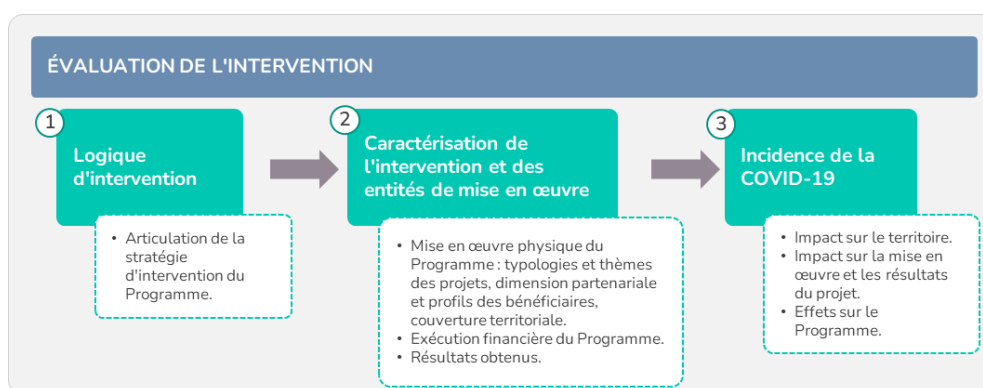 ÉVALUATION DE L'INTERVENTION
1
Logique
d'intervention
• Articulation de la
stratégie
d'intervention du
Programme.
2
Caractérisation de
l'intervention et des
entités de mise en œuvre
• Mise en œuvre physique du
Programme : typologies et thèmes
des projets, dimension partenariale
et profils des bénéficiaires,
couverture territoriale.
• Exécution financière du Programme.
• Résultats obtenus.
3
Incidence de la
COVID-19
• Impact sur le territoire.
• Impact sur la mise en
œuvre et les résultats
du projet.
• Effets sur le
Programme.